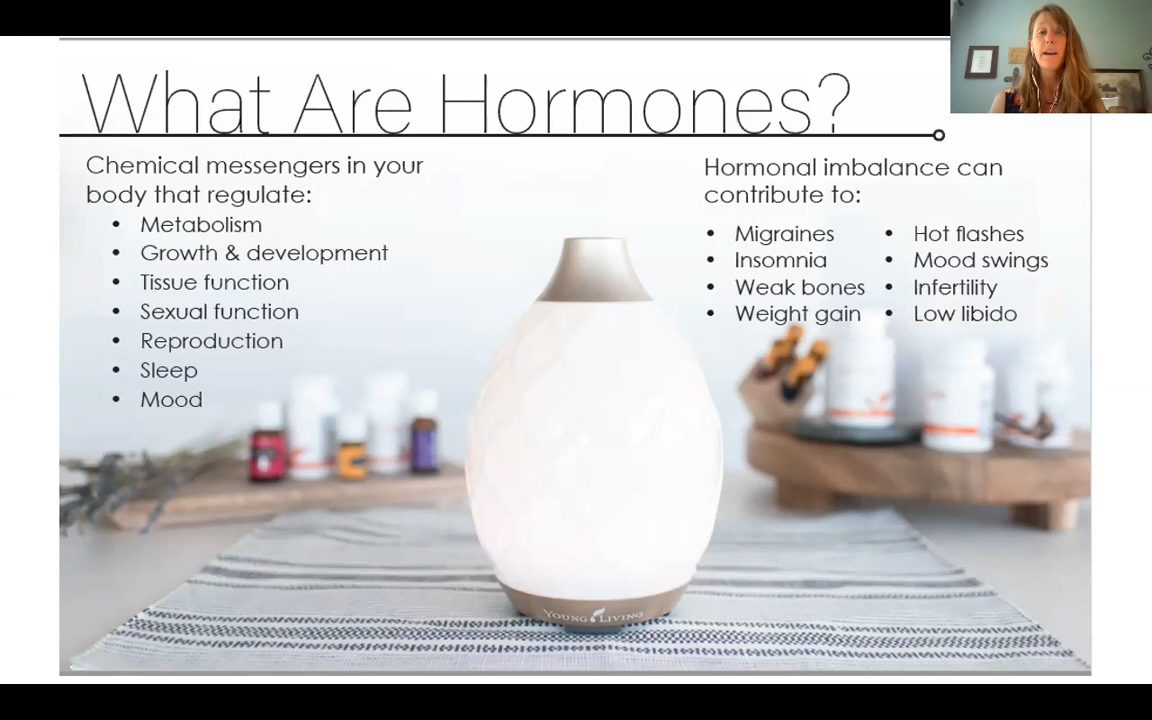 What Are Hormones?
Chemical messengers in your
body that regulate:
• Metabolism
• Growth & development
• Tissue function
• Sexual function
• Reproduction
• Sleep
• Mood
Hormonal imbalance can
contribute to:
• Migraines
• Insomnia
• Weak bones
• Weight gain
• Hot flashes
• Mood swings
• Infertility
• Low libido
YOUNG LIVING